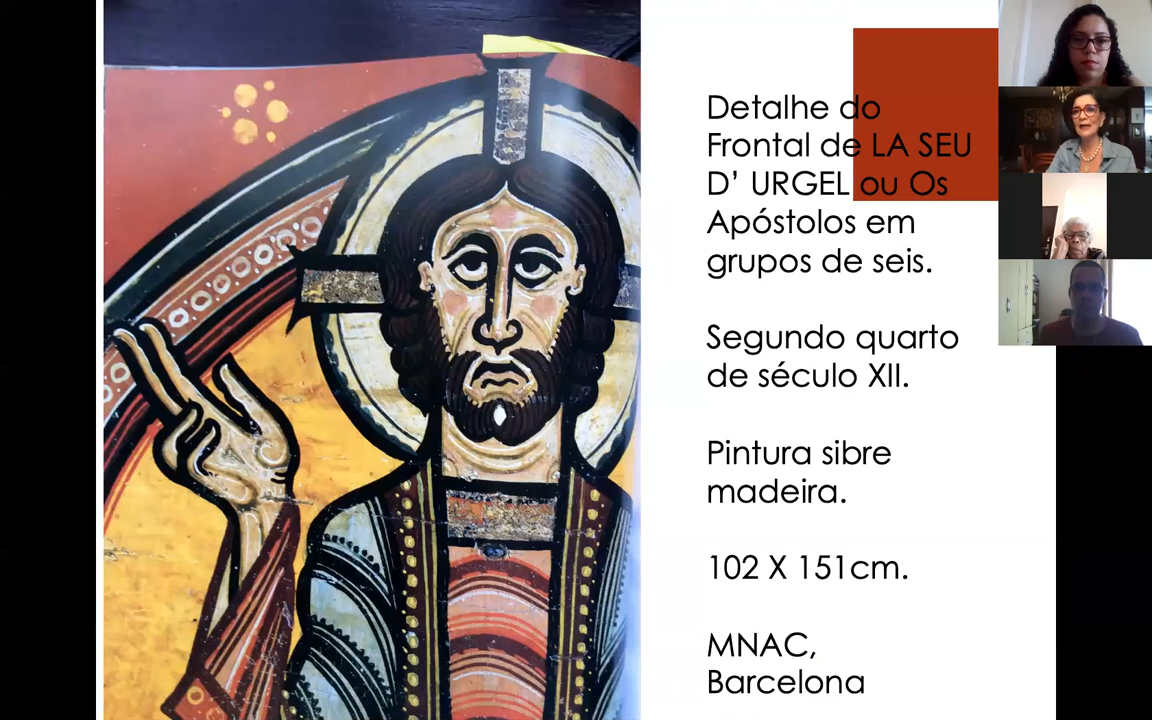 Detalhe do
Frontal de LA SEU
D’ URGEL ou Os
Apóstolos em
grupos de seis.
Segundo quarto
de século XII.
Pintura sibre
madeira.
102 X 151cm.
MNAC,
Barcelona